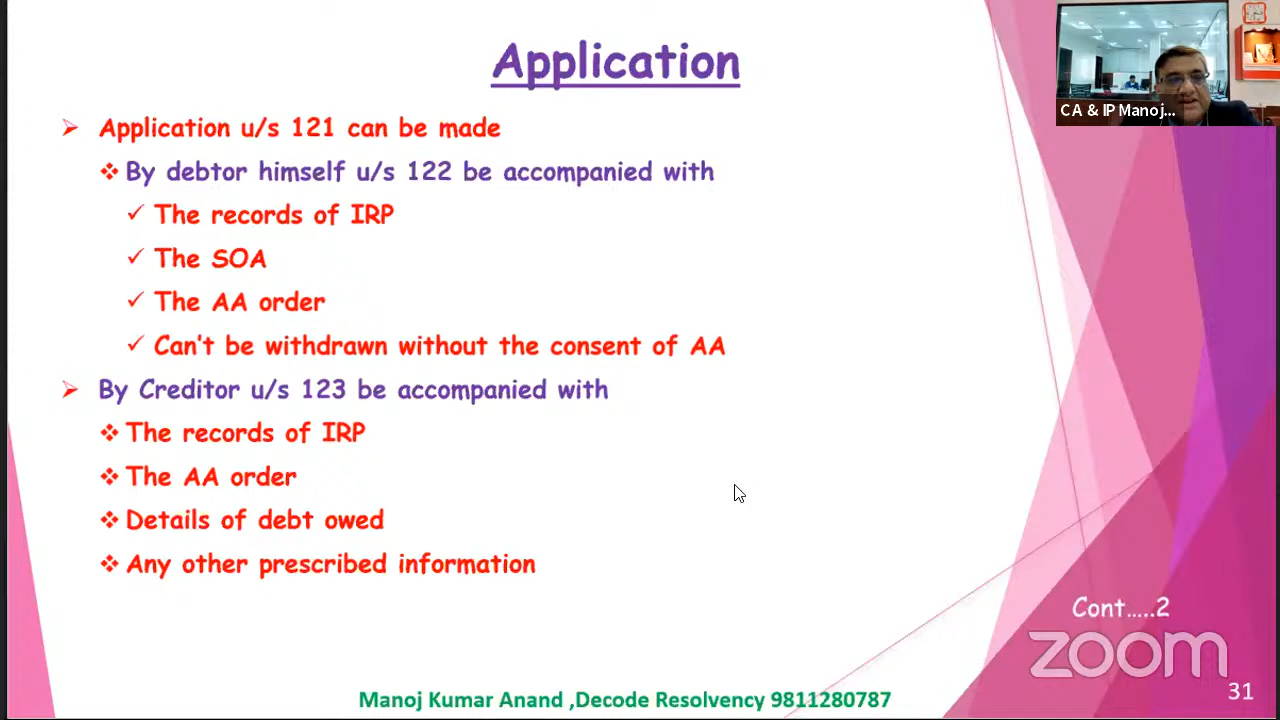 Application
Application u/s 121 can be made
By debtor himself u/s 122 be accompanied with
The records of IRP
The SOA
The AA order
Can't be withdrawn without the consent of AA
By Creditor u/s 123 be accompanied with
The records of IRP
The AA order
Details of debt owed
Any other prescribed information
CA & IP Manoj...
Cont.....2
zoom
31
Manoj Kumar Anand ,Decode Resolvency 9811280787